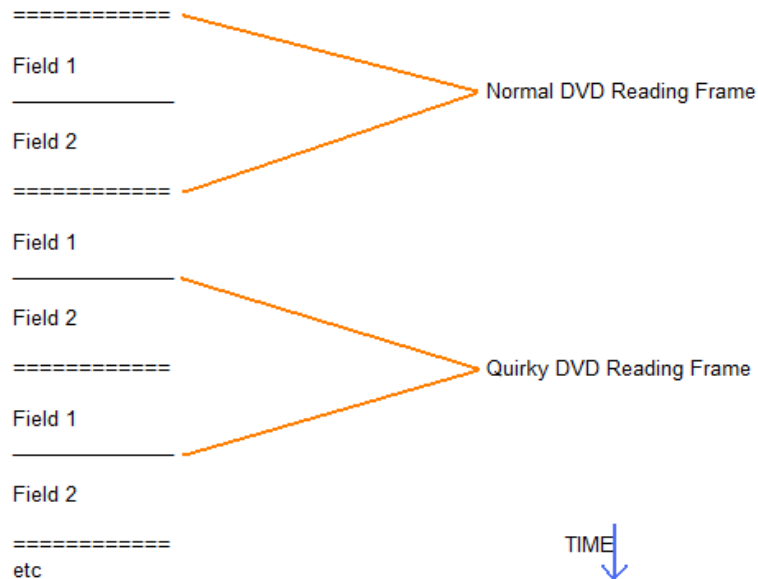 ============
Field 1
Normal DVD Reading Frame
Field 2
============
Field 1
Field 2
============
Quirky DVD Reading Frame
Field 1
Field 2
============
TIME
etc